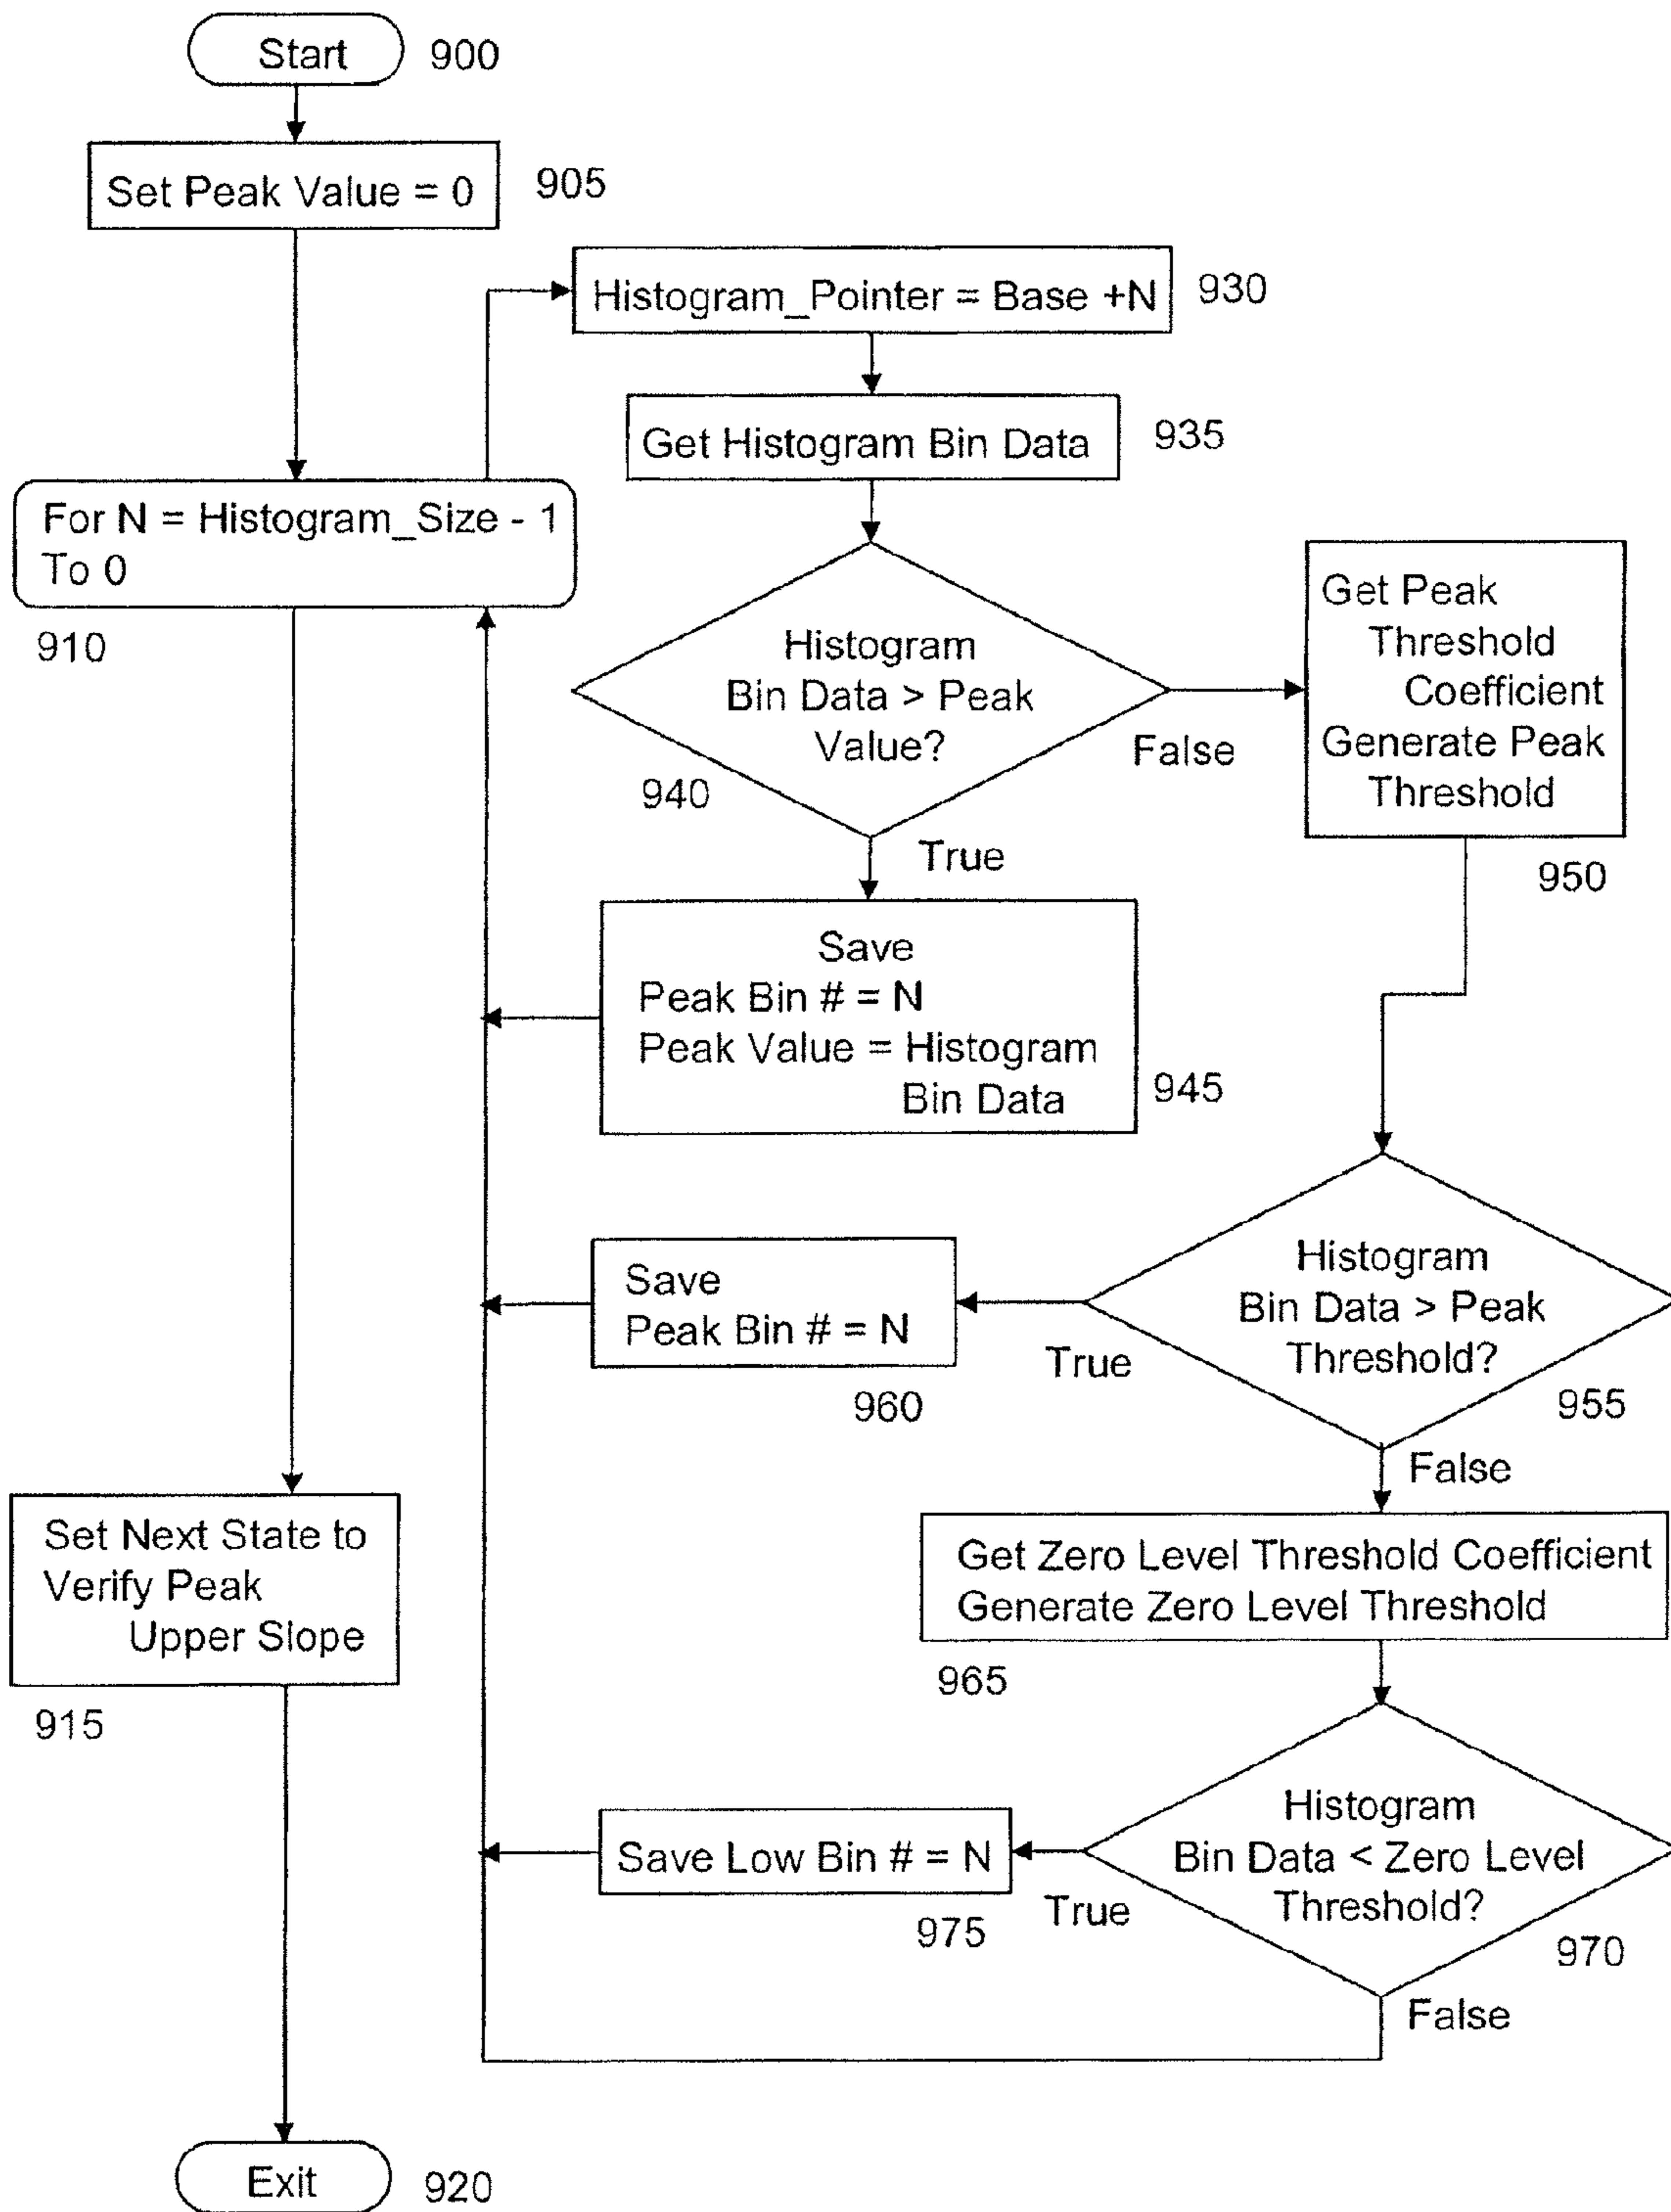 Start
900
Set Peak Value = 0
905
Histogram_Pointer = Base +N
930
Get Histogram Bin Data
935
For N = Histogram_Size - 1
To 0
910
Histogram
Bin Data > Peak
Value?
940
False
True
Get Peak
Threshold
Coefficient
Generate Peak
Threshold
950
Save
Peak Bin # = N
Peak Value = Histogram
Bin Data
945
Histogram
Bin Data > Peak
Threshold?
955
True
False
Save
Peak Bin # = N
960
Set Next State to
Verify Peak
Upper Slope
915
Get Zero Level Threshold Coefficient
Generate Zero Level Threshold
965
Histogram
Bin Data < Zero Level
Threshold?
970
True
False
Save Low Bin # = N
975
Exit
920